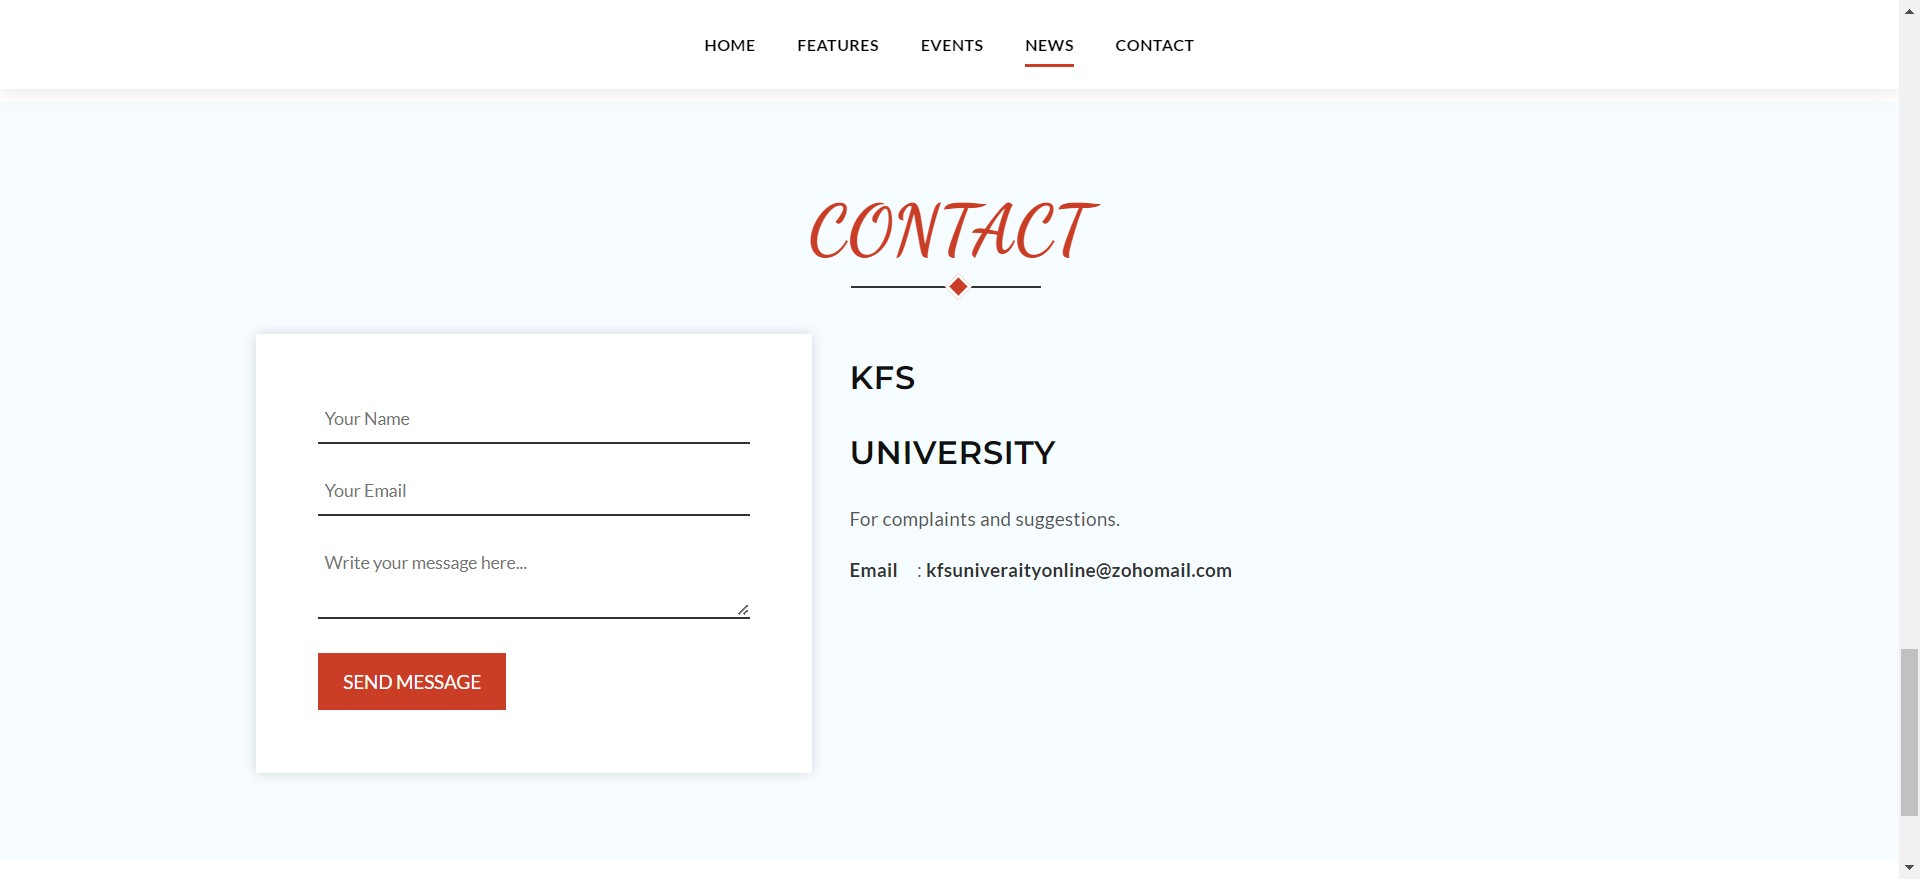 HOME FEATURES EVENTS NEWS CONTACT
CONTACT
Your Name
Your Email
Write your message here...
SEND MESSAGE
KFS
UNIVERSITY
For complaints and suggestions.
Email : kfsuniveraityonline@zohomail.com